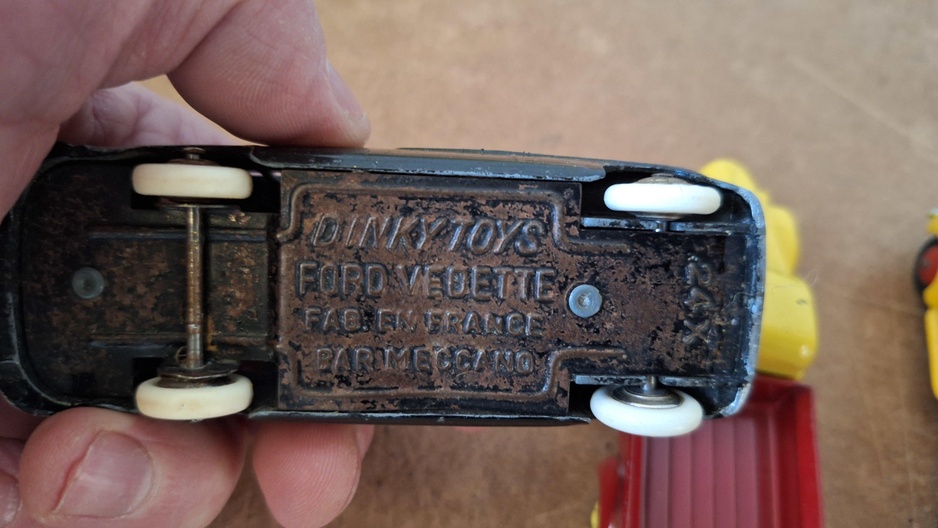 DINKY TOYS
FORD VEDETTE
FAB. EN FRANCE
PAR MECCANO
24X